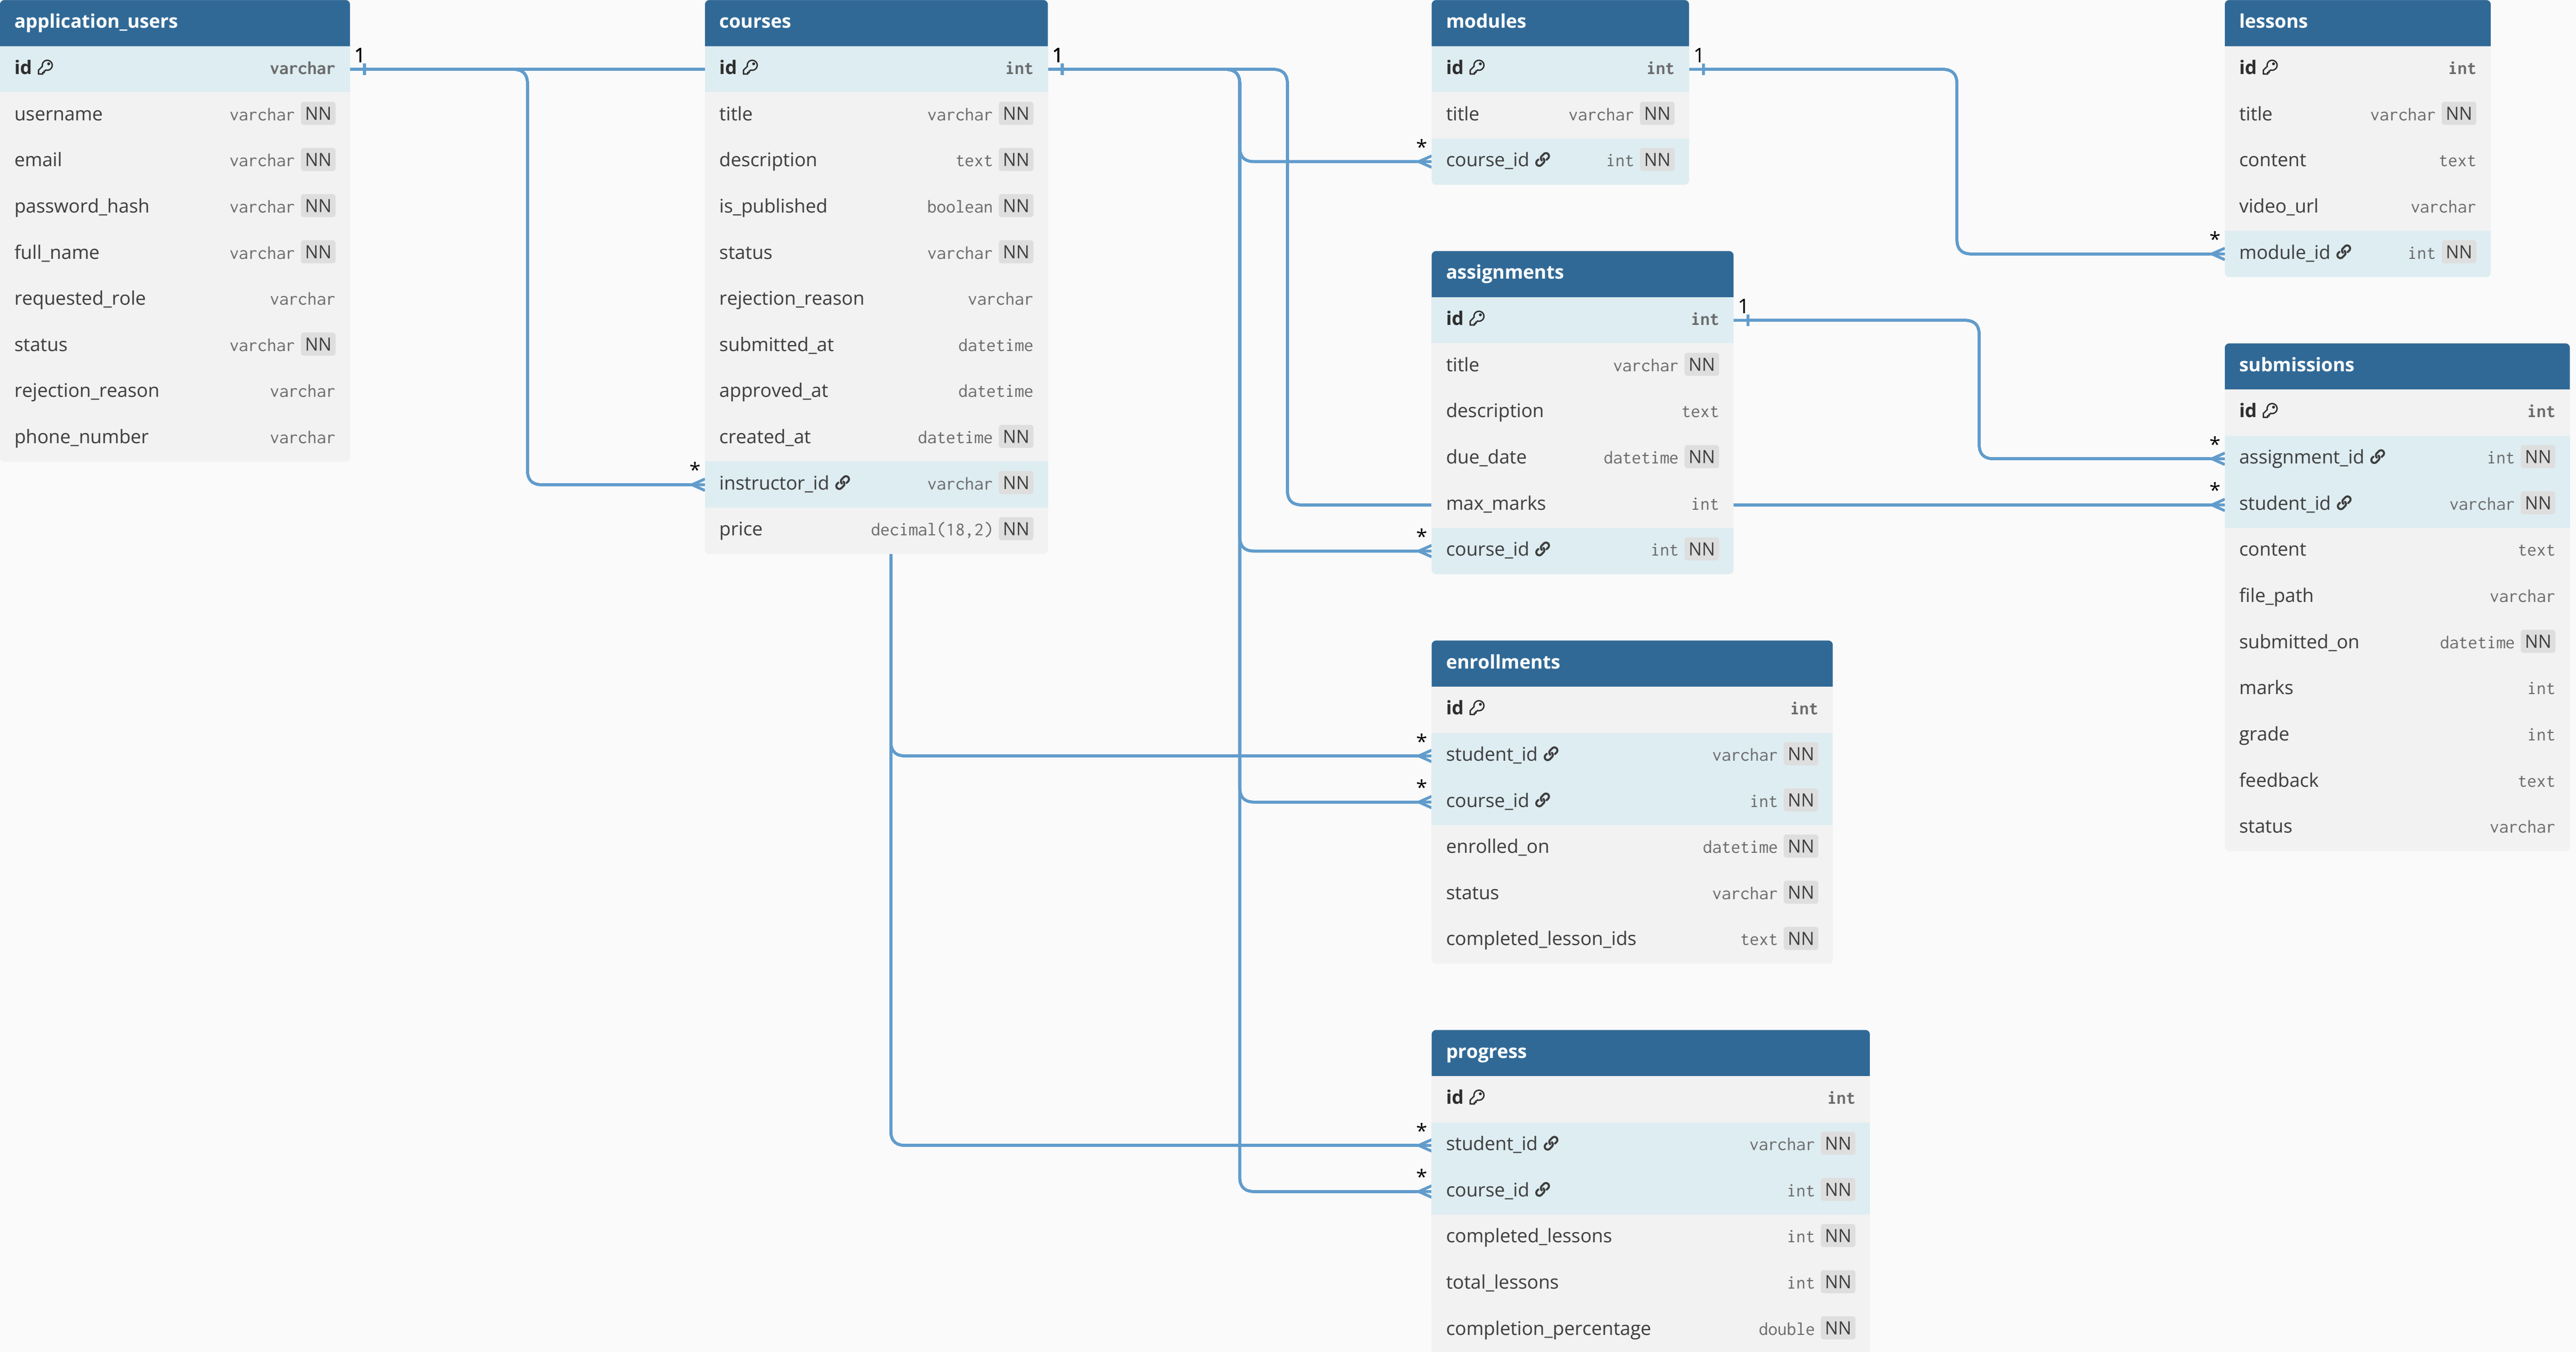 application_users
1
id varchar
username varchar NN
email varchar NN
password_hash varchar NN
full_name varchar NN
requested_role varchar
status varchar NN
rejection_reason varchar
phone_number varchar
courses
1
id int
title varchar NN
description text NN
is_published boolean NN
status varchar NN
rejection_reason varchar
submitted_at datetime
approved_at datetime
created_at datetime NN
*
instructor_id varchar NN
price decimal(18,2) NN
modules
1
id int
title varchar NN
*
course_id int NN
assignments
1
id int
title varchar NN
description text
due_date datetime NN
max_marks int
*
course_id int NN
enrollments
id int
*
student_id varchar NN
*
course_id int NN
enrolled_on datetime NN
status varchar NN
completed_lesson_ids text NN
progress
id int
*
student_id varchar NN
*
course_id int NN
completed_lessons int NN
total_lessons int NN
completion_percentage double NN
lessons
id int
title varchar NN
content text
video_url varchar
*
module_id int NN
submissions
id int
*
assignment_id int NN
*
student_id varchar NN
content text
file_path varchar
submitted_on datetime NN
marks int
grade int
feedback text
status varchar